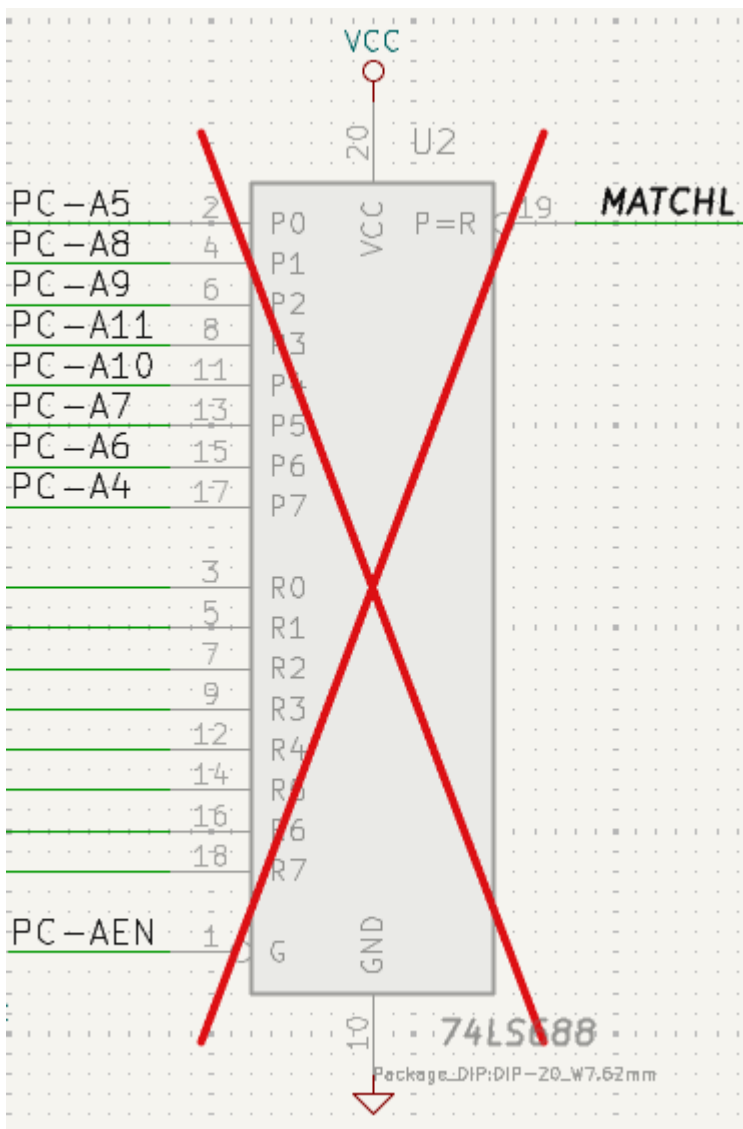 VCC
20 U2
PC-A5 2 P0 VCC P=R 19 MATCHL
PC-A8 4 P1
PC-A9 6 P2
PC-A11 8 P3
PC-A10 11 P4
PC-A7 13 P5
PC-A6 15 P6
PC-A4 17 P7
3 R0
5 R1
7 R2
9 R3
12 R4
14 R5
16 R6
18 R7
PC-AEN 1 G GND
10 74LS688
Package_DIP:DIP-20_W7.62mm